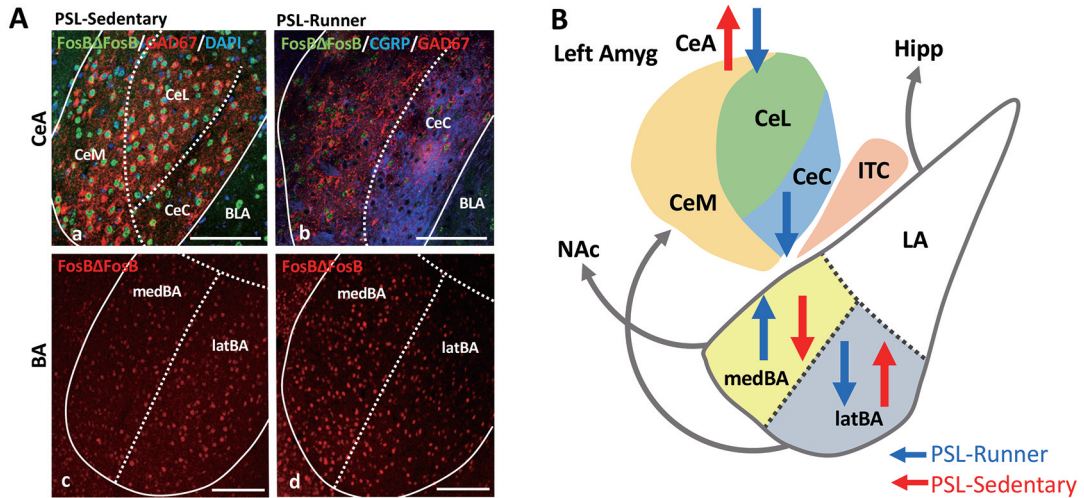 A
PSL-Sedentary
PSL-Runner
FosBΔFosB/GAD67/DAPI
FosBΔFosB/CGRP/GAD67
CeA
CeL
CeM
CeC
BLA
a
CeC
BLA
b
BA
FosBΔFosB
medBA
latBA
c
FosBΔFosB
medBA
latBA
d
B
Left Amyg
CeA
Hipp
CeL
CeC
ITC
CeM
LA
NAc
medBA
latBA
PSL-Runner
PSL-Sedentary